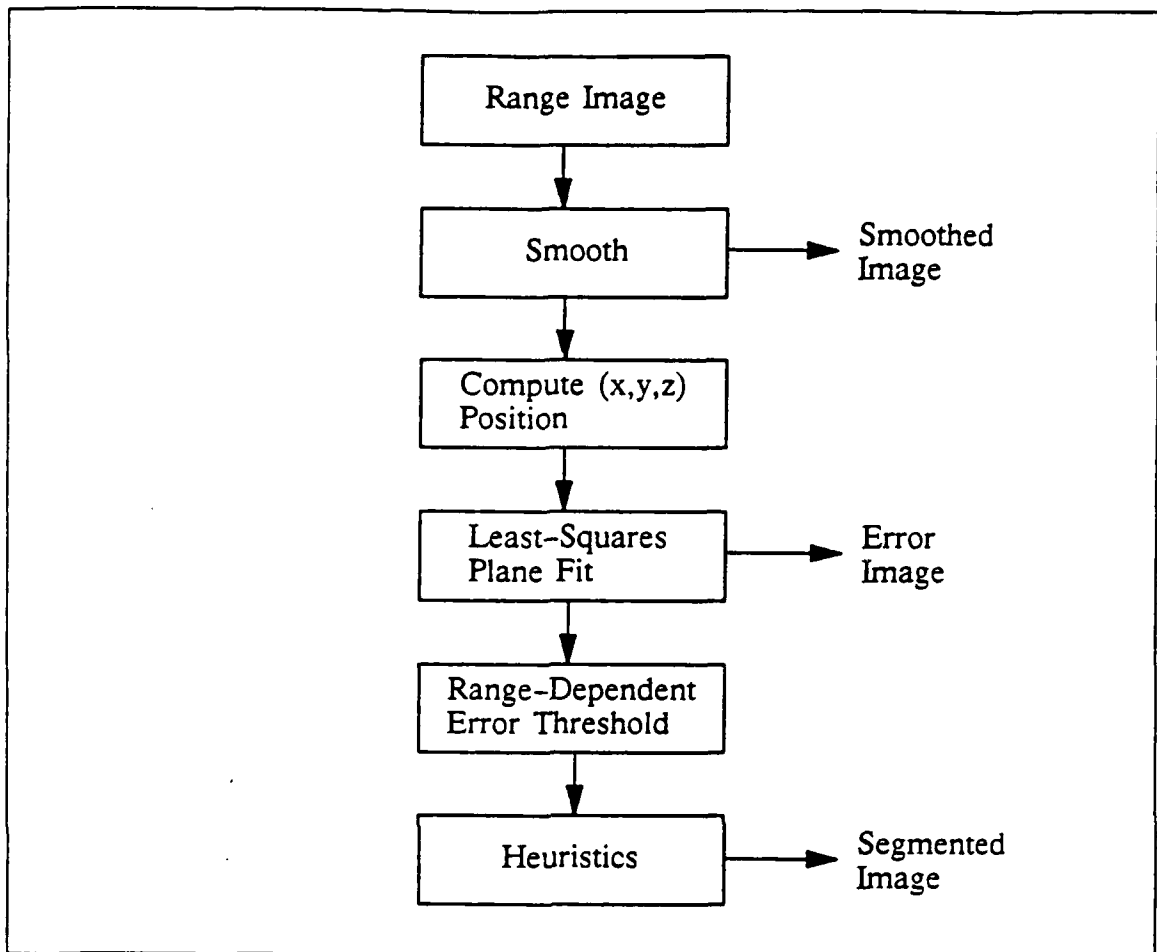 Range Image
Smooth
Smoothed
Image
Compute (x,y,z)
Position
Least-Squares
Plane Fit
Error
Image
Range-Dependent
Error Threshold
Heuristics
Segmented
Image